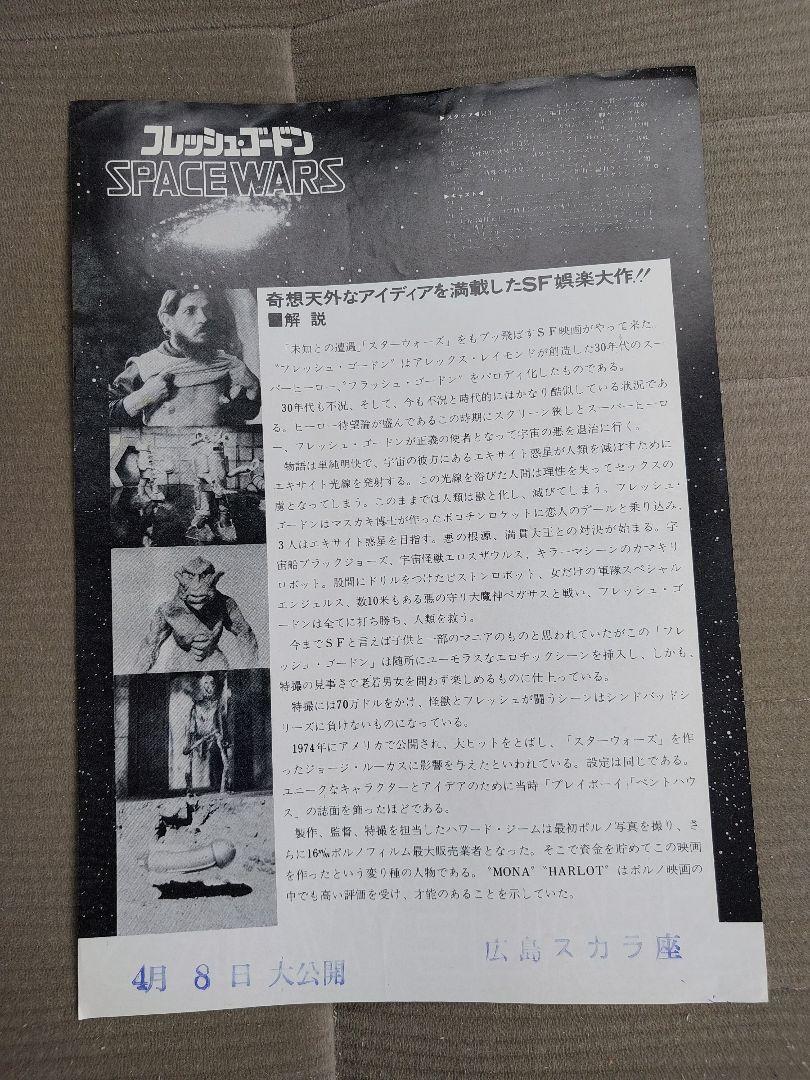 フレッシュ・ゴードン
SPACE WARS
▶スタッフ◀
▶キャスト◀
奇想天外なアイディアを満載したSF娯楽大作!!
■解説
「未知との遭遇」「スターウォーズ」をもブッ飛ばすSF映画がやって来た。
"フレッシュ・ゴードン"はアレックス・レイモンドが創造した30年代のスー
パーヒーロー、"フラッシュ・ゴードン"をパロディ化したものである。
30年代も不況、そして、今も不況と時代的にはかなり酷似している状況であ
る。ヒーロー待望論が盛んであるこの時期にスクリーン狭しとスーパーヒーロ
ー、フレッシュ・ゴードンが正義の使者となって宇宙の悪を退治に行く。
物語は単純明快で、宇宙の彼方にあるエキサイト惑星が人類を滅ぼすために
エキサイト光線を発射する。この光線を浴びた人間は理性を失ってセックスの
虜となってしまう。このままでは人類は獣と化し、滅びてしまう。フレッシュ・
ゴードンはマスカキ博士が作ったポコチンロケットに恋人のデールと乗り込み、
3人はエキサイト惑星を目指す。悪の根源、満貫大王との対決が始まる。宇
宙船ブラックジョーズ、宇宙怪獣エロスザウルス、キラーマシーンのカマキリ
ロボット。股間にドリルをつけたピストンロボット、女だけの軍隊スペシャル
エンジェルス、数10米もある悪の守り大魔神ペガサスと戦い、フレッシュ・ゴ
ードンは全てに打ち勝ち、人類を救う。
今までSFと言えば子供と一部のマニアのものと思われていたがこの「フレ
ッシュ・ゴードン」は随所にユーモラスなエロチックシーンを挿入し、しかも、
特撮の見事さで老若男女を問わず楽しめるものに仕上っている。
特撮には70万ドルをかけ、怪獣とフレッシュが闘うシーンはシンドバッドシ
リーズに負けないものになっている。
1974年にアメリカで公開され、大ヒットをとばし、「スターウォーズ」を作
ったジョージ・ルーカスに影響を与えたといわれている。設定は同じである。
ユニークなキャラクターとアイデアのために当時「プレイボーイ」「ペントハウ
ス」の誌面を飾ったほどである。
製作、監督、特撮を担当したハワード・ジームは最初ポルノ写真を撮り、さ
らに16㎜ポルノフィルム最大販売業者となった。そこで資金を貯めてこの映画
を作ったという変り種の人物である。"MONA" "HARLOT"はポルノ映画の
中でも高い評価を受け、才能のあることを示していた。
4月 8日 大公開
広島スカラ座